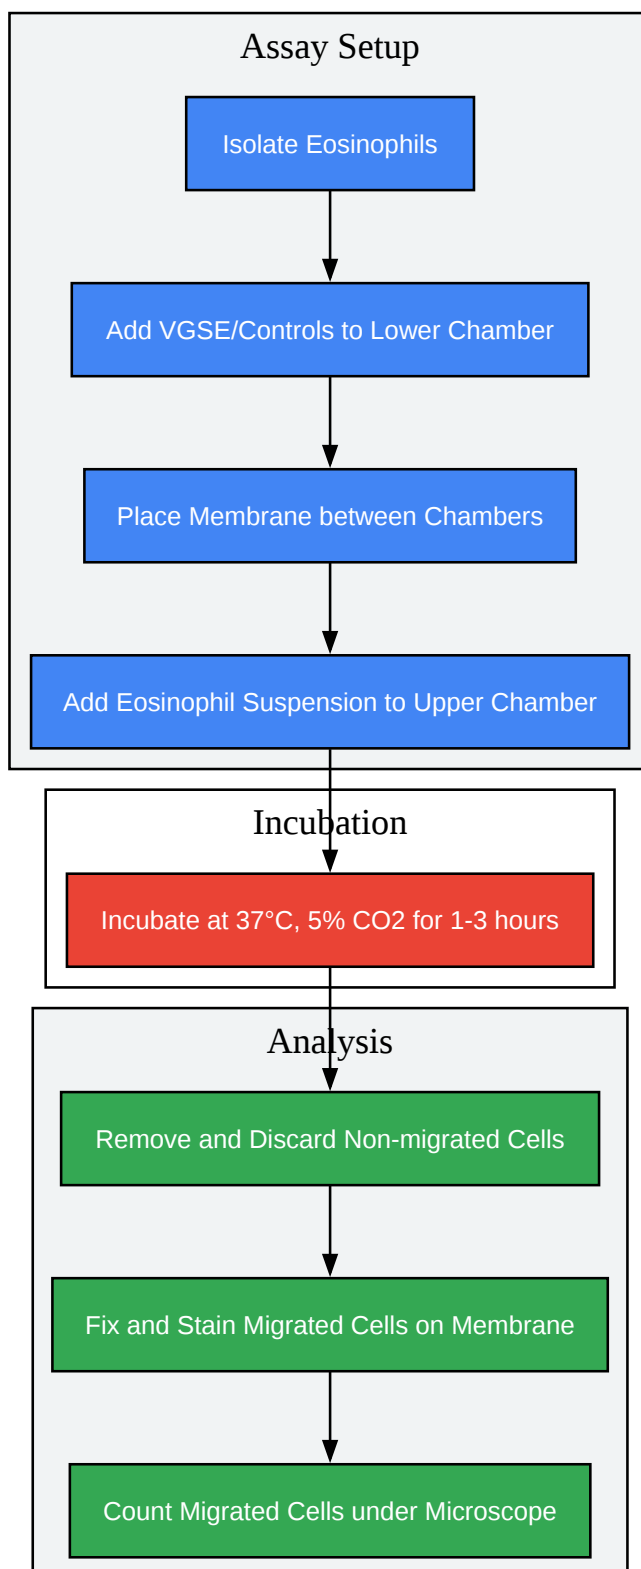 Assay Setup
Isolate Eosinophils
Add VGSE/Controls to Lower Chamber
Place Membrane between Chambers
Add Eosinophil Suspension to Upper Chamber
Incubation
Incubate at 37°C, 5% CO2 for 1-3 hours
Analysis
Remove and Discard Non-migrated Cells
Fix and Stain Migrated Cells on Membrane
Count Migrated Cells under Microscope